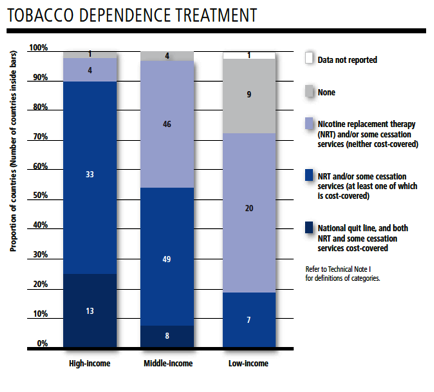 TOBACCO DEPENDENCE TREATMENT
Proportion of countries (Number of countries inside bars)
100%
90%
80%
70%
60%
50%
40%
30%
20%
10%
0%
1
4
33
13
4
46
49
8
1
9
20
7
High-income
Middle-income
Low-income
Data not reported
None
Nicotine replacement therapy
(NRT) and/or some cessation
services (neither cost-covered)
NRT and/or some cessation
services (at least one of which
is cost-covered)
National quit line, and both
NRT and some cessation
services cost-covered
Refer to Technical Note I
for definitions of categories.